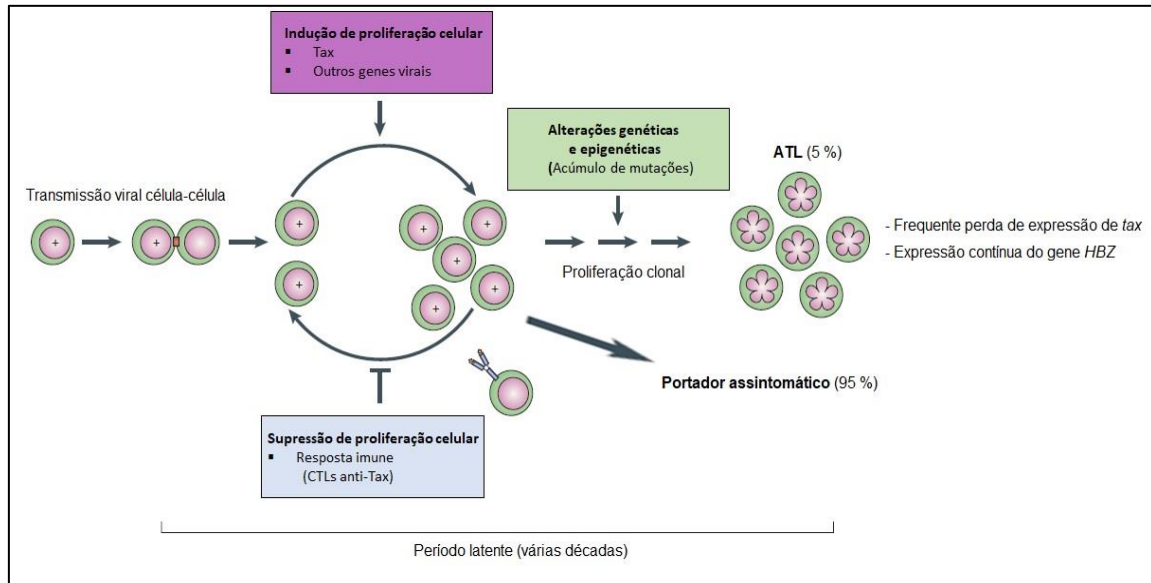 Indução de proliferação celular
▪ Tax
▪ Outros genes virais
Alterações genéticas
e epigenéticas
(Acúmulo de mutações)
ATL (5 %)
Transmissão viral célula-célula
+
+
+
+
+
+
+
+
+
- Frequente perda de expressão de tax
- Expressão contínua do gene HBZ
Proliferação clonal
Portador assintomático (95 %)
Supressão de proliferação celular
▪ Resposta imune
(CTLs anti-Tax)
Período latente (várias décadas)